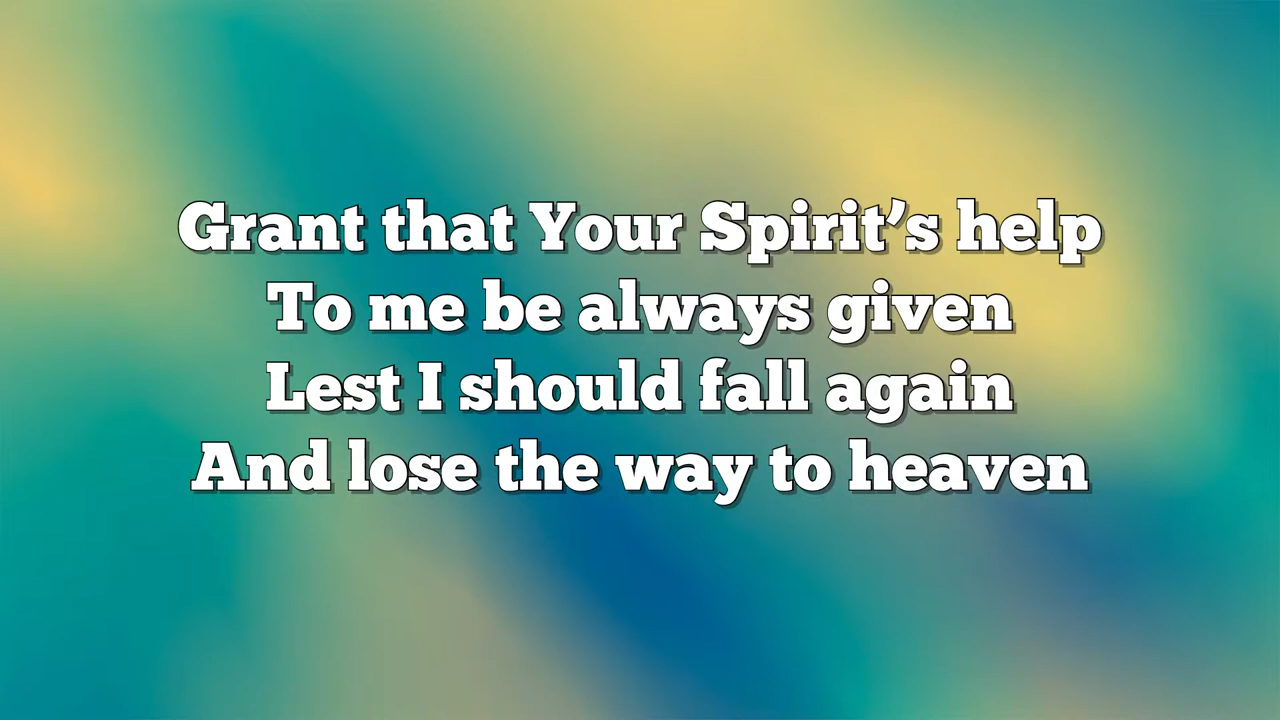 Grant that Your Spirit’s help
To me be always given
Lest I should fall again
And lose the way to heaven